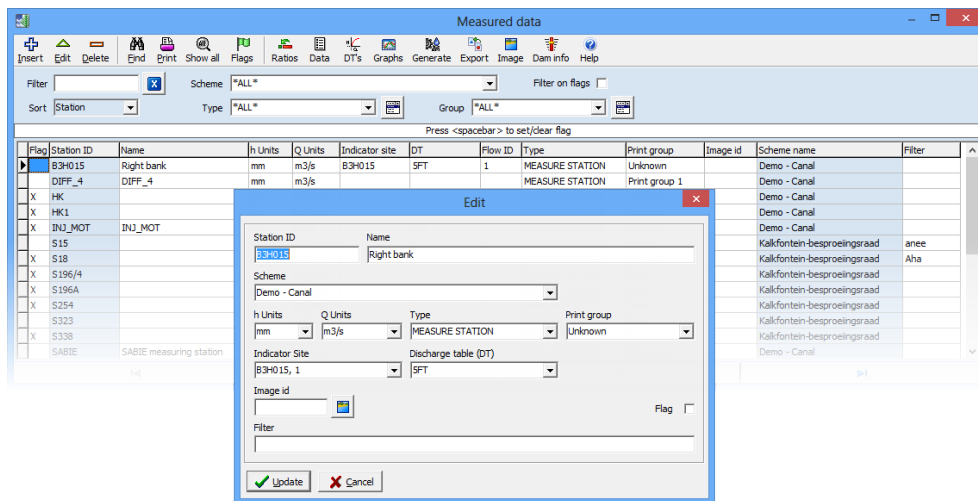 Measured data
Insert Edit Delete Find Print Show all Flags Ratios Data DT's Graphs Generate Export Image Dam info Help
Filter Scheme *ALL* Filter on flags
Sort Station Type *ALL* Group *ALL*
Press <spacebar> to set/clear flag
Flag Station ID Name h Units Q Units Indicator site DT Flow ID Type Print group Image id Scheme name Filter
B3H015 Right bank mm m3/s B3H015 5FT 1 MEASURE STATION Unknown Demo - Canal
DIFF_4 DIFF_4 mm m3/s MEASURE STATION Print group 1 Demo - Canal
X HK Demo - Canal
X HK1 Demo - Canal
X INJ_MOT INJ_MOT Demo - Canal
S15 Kalkfontein-besproeiingsraad anee
X S18 Kalkfontein-besproeiingsraad Aha
X S196/4 Kalkfontein-besproeiingsraad
X S196A Kalkfontein-besproeiingsraad
X S254 Kalkfontein-besproeiingsraad
S323 Kalkfontein-besproeiingsraad
X S338 Kalkfontein-besproeiingsraad
SABIE SABIE measuring station Demo - Canal
Edit
Station ID Name
B3H015 Right bank
Scheme
Demo - Canal
h Units Q Units Type Print group
mm m3/s MEASURE STATION Unknown
Indicator Site Discharge table (DT)
B3H015, 1 5FT
Image id
Flag
Filter
Update Cancel